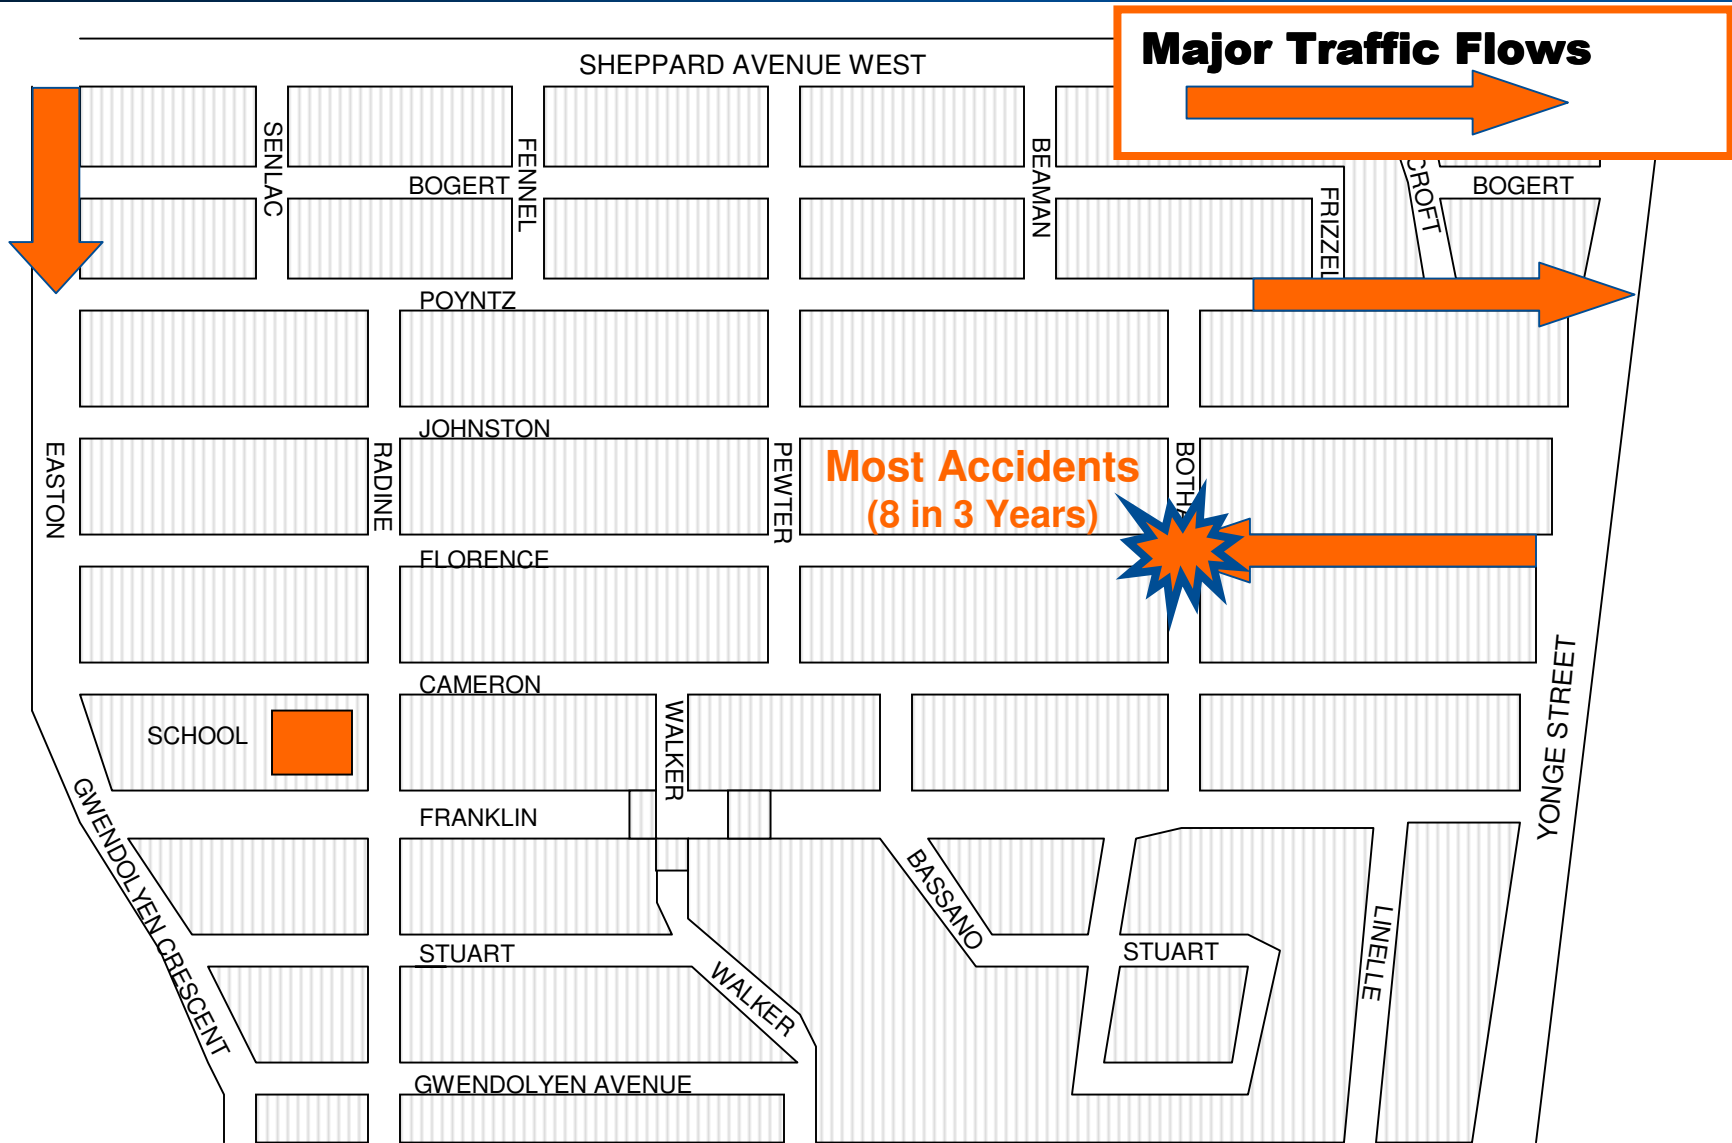 Major Traffic Flows
SHEPPARD AVENUE WEST
SENLAC
FENNEL
BEAMAN
BOGERT
FRIZZEL
CROFT
BOGERT
POYNTZ
JOHNSTON
EASTON
RADINE
PEWTER
Most Accidents
(8 in 3 Years)
FLORENCE
CAMERON
SCHOOL
WALKER
YONGE STREET
GWENDOLYEN CRESCENT
FRANKLIN
BASSANO
LINELLE
STUART
STUART
WALKER
GWENDOLYEN AVENUE